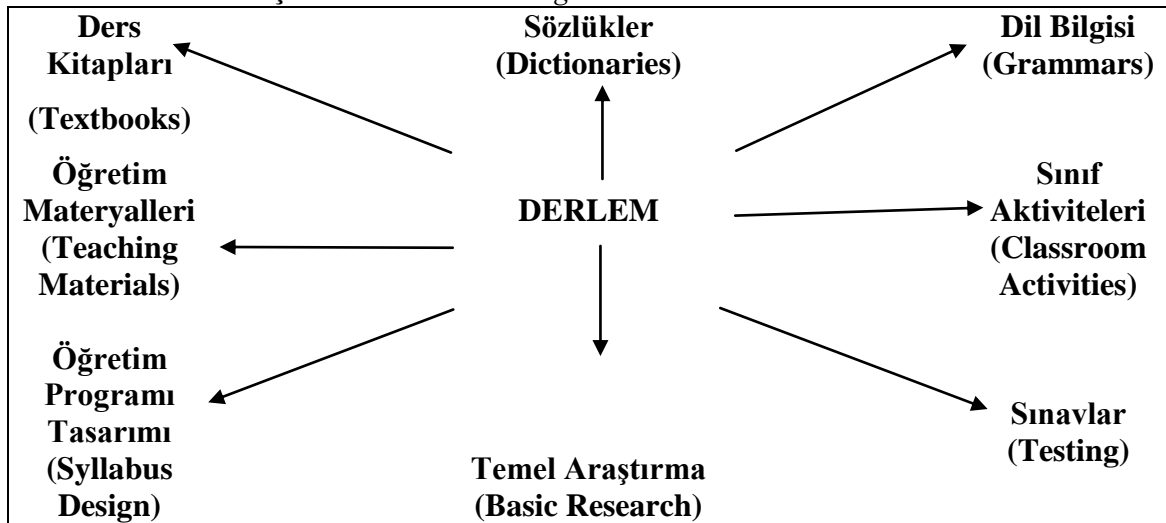 Ders
Kitapları
(Textbooks)
Sözlükler
(Dictionaries)
Dil Bilgisi
(Grammars)
Öğretim
Materyalleri
(Teaching
Materials)
DERLEM
Sınıf
Aktiviteleri
(Classroom
Activities)
Öğretim
Programı
Tasarımı
(Syllabus
Design)
Temel Araştırma
(Basic Research)
Sınavlar
(Testing)